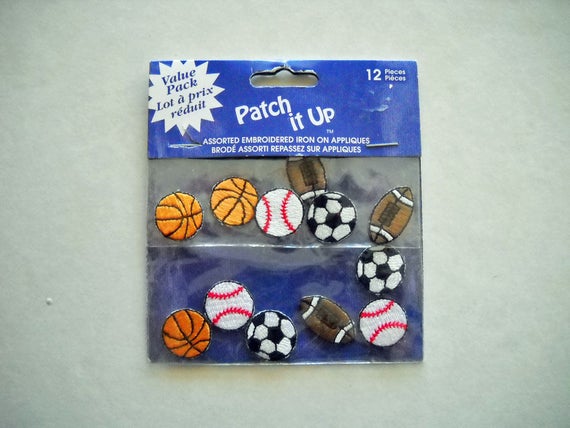 Value
Pack
Lot à prix
réduit
12 Pieces
Pièces
P
Patch
it Up
TM
ASSORTED EMBROIDERED IRON ON APPLIQUES
BRODÉ ASSORTI REPASSEZ SUR APPLIQUES